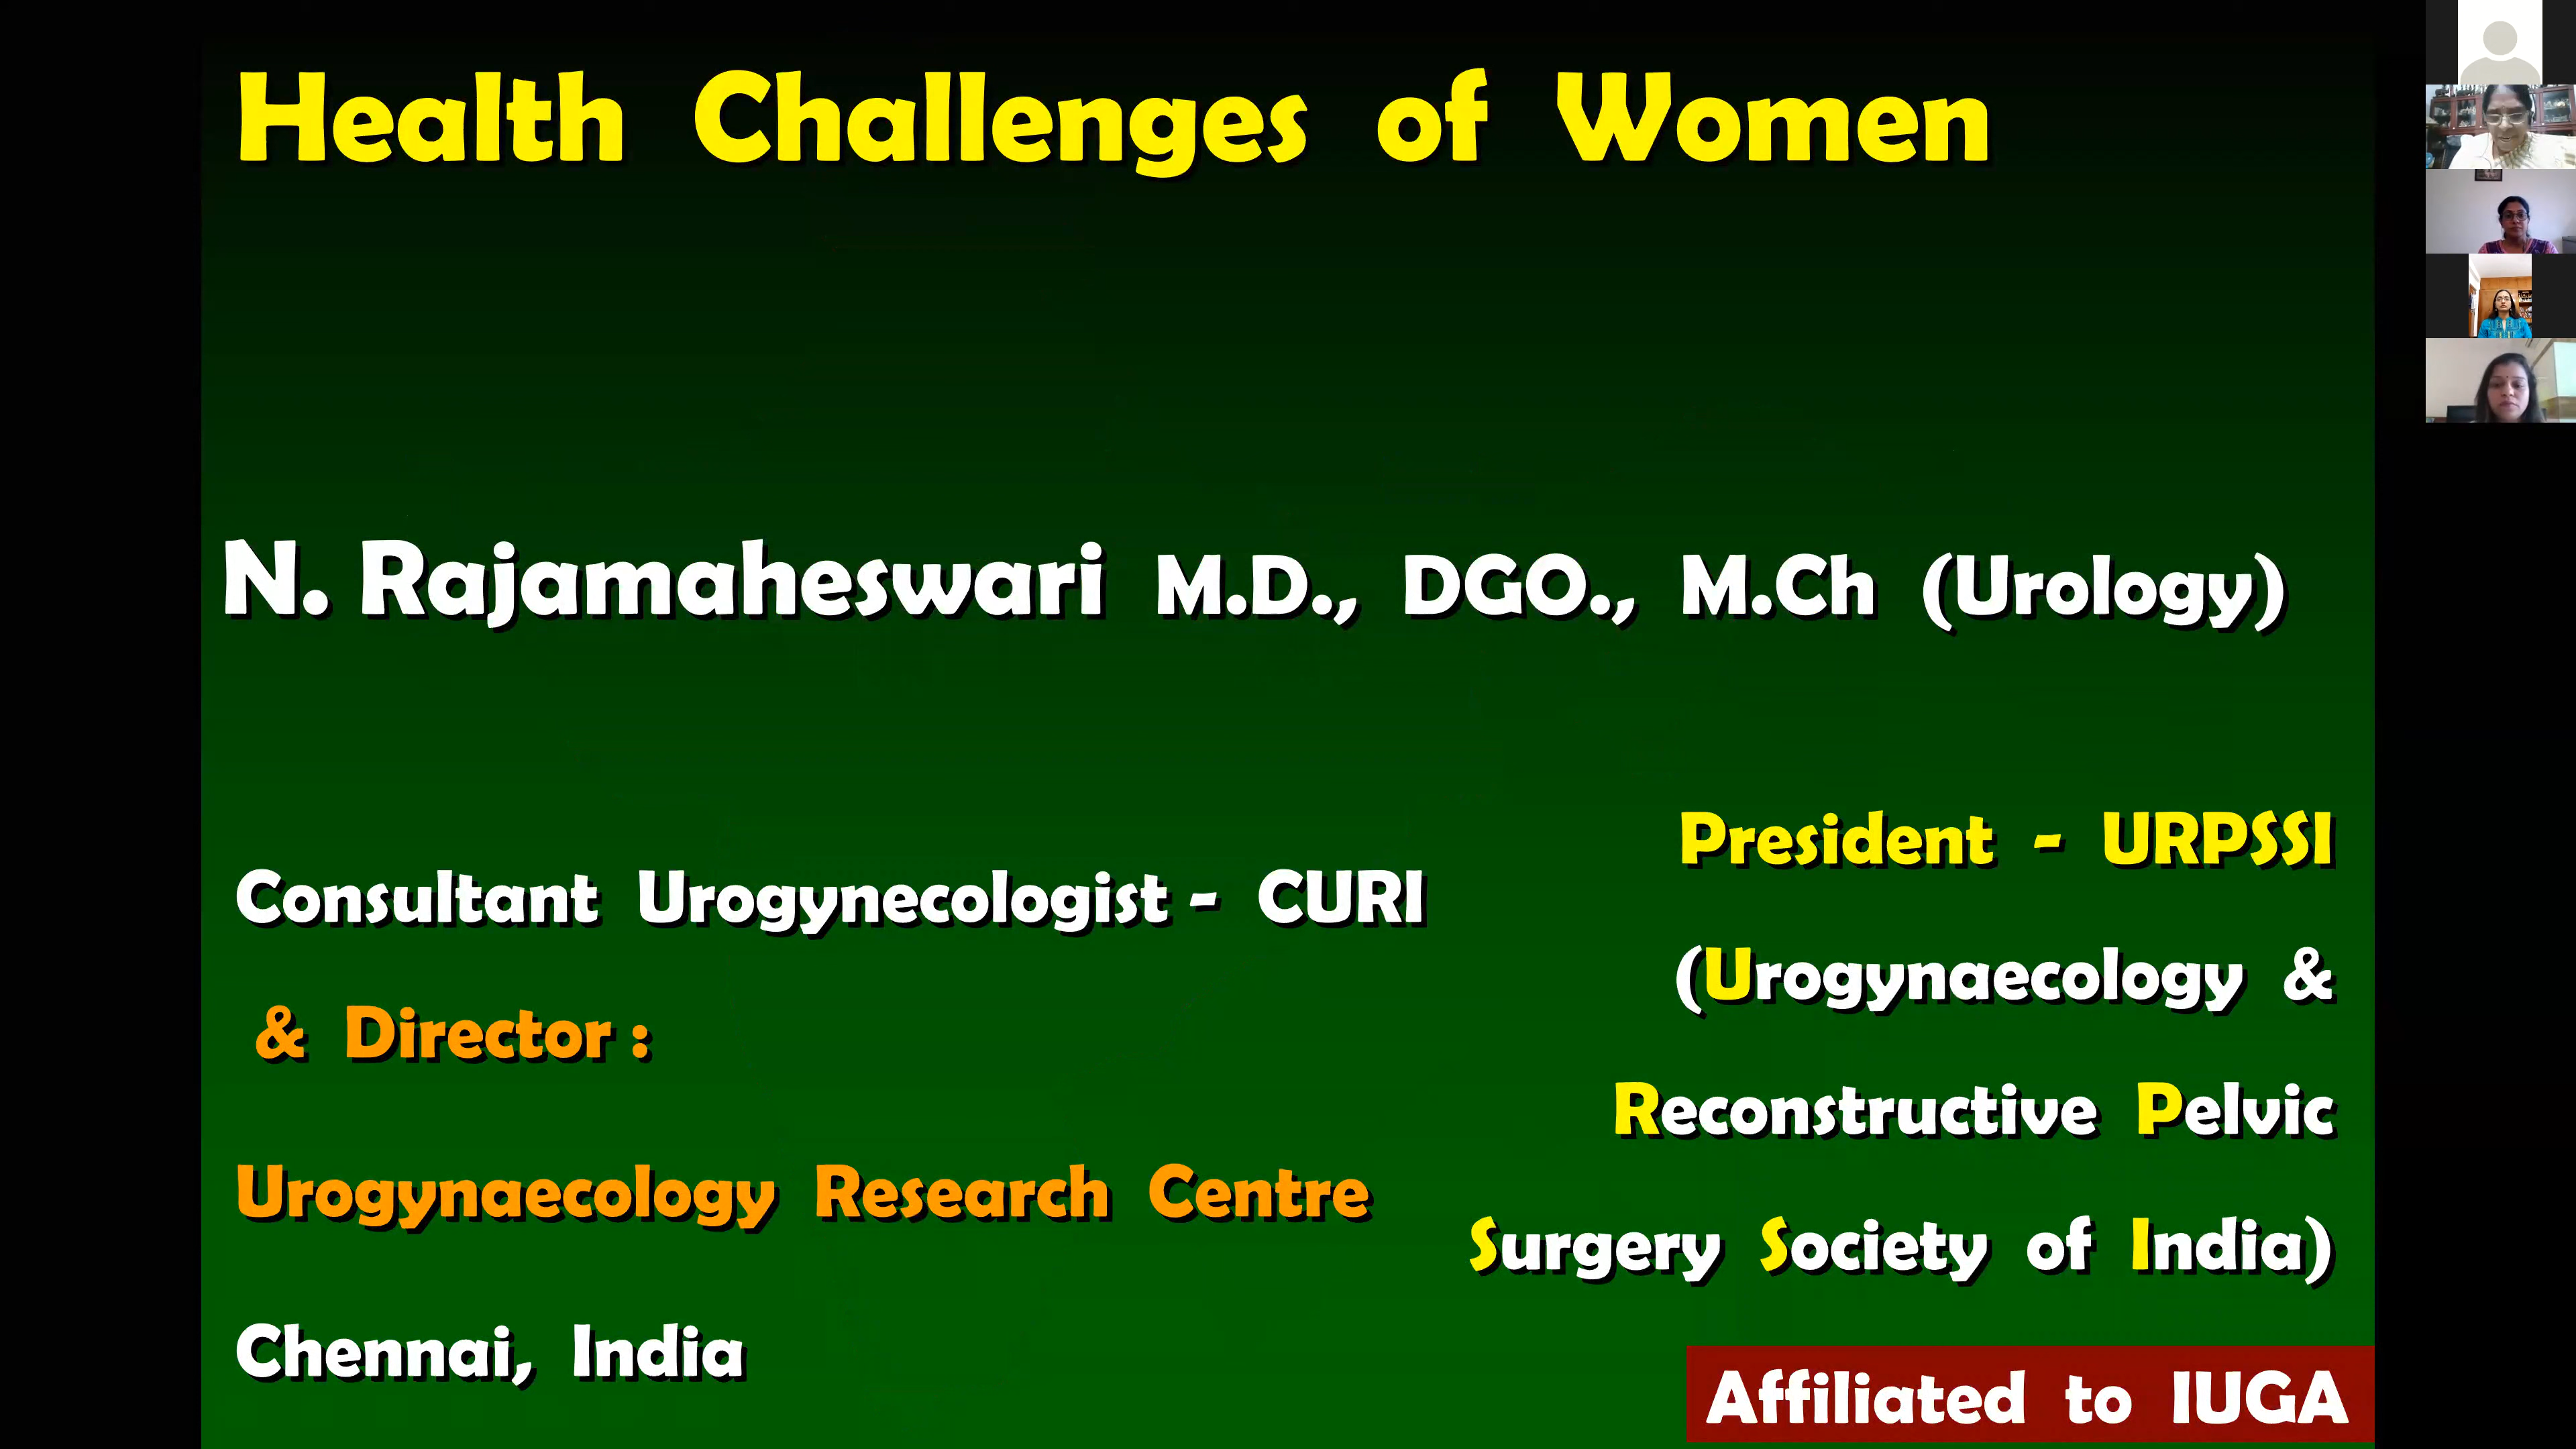 Health Challenges of Women
N. Rajamaheswari M.D., DGO., M.Ch (Urology)
Consultant Urogynecologist - CURI
& Director :
Urogynaecology Research Centre
Chennai, India
President - URPSSI
(Urogynaecology &
Reconstructive Pelvic
Surgery Society of India)
Affiliated to IUGA